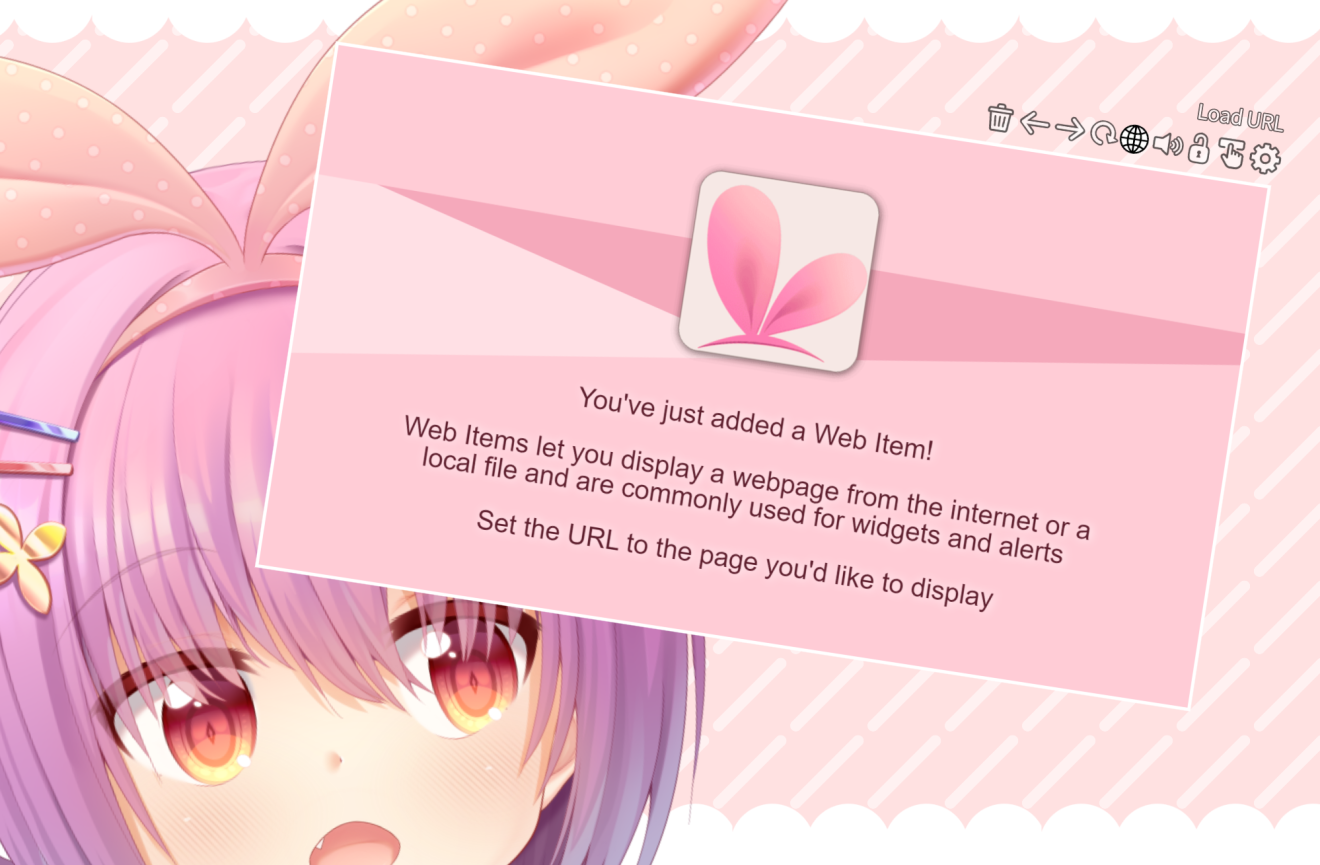 Load URL
You've just added a Web Item!
Web Items let you display a webpage from the internet or a
local file and are commonly used for widgets and alerts
Set the URL to the page you'd like to display